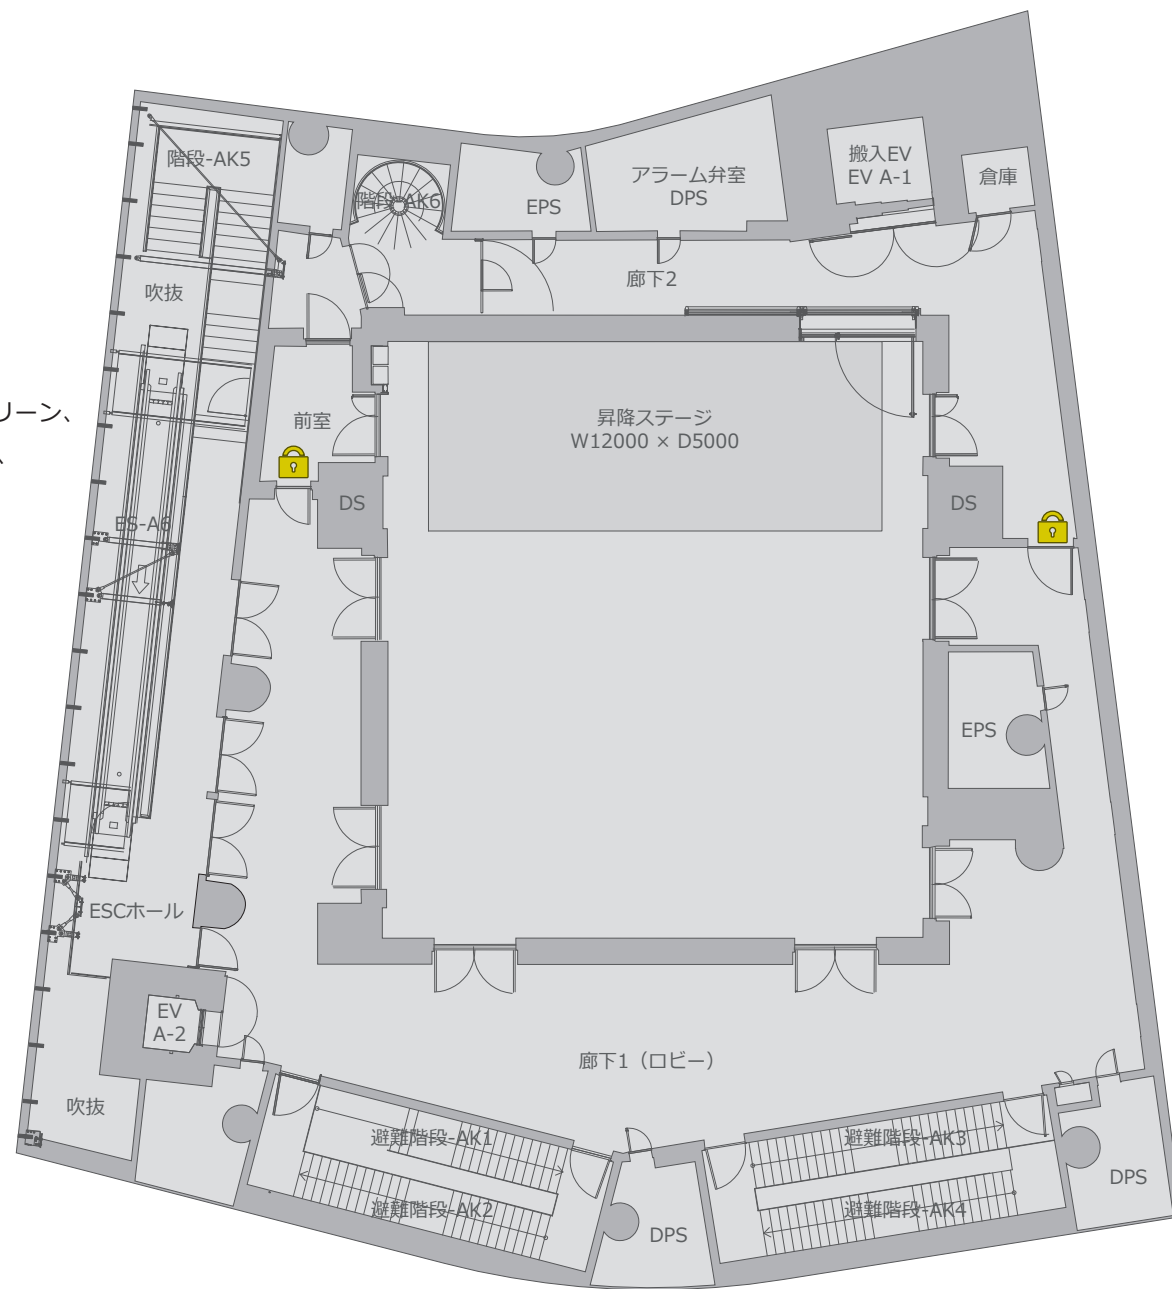 階段-AK5
階段-AK6
EPS
アラーム弁室
DPS
搬入EV
EV A-1
倉庫
廊下2
吹抜
リーン、
、
前室
昇降ステージ
W12000 × D5000
DS
DS
ES-A6
EPS
ESCホール
EV
A-2
廊下1（ロビー）
吹抜
避難階段-AK1
避難階段-AK3
避難階段-AK2
避難階段-AK4
DPS
DPS